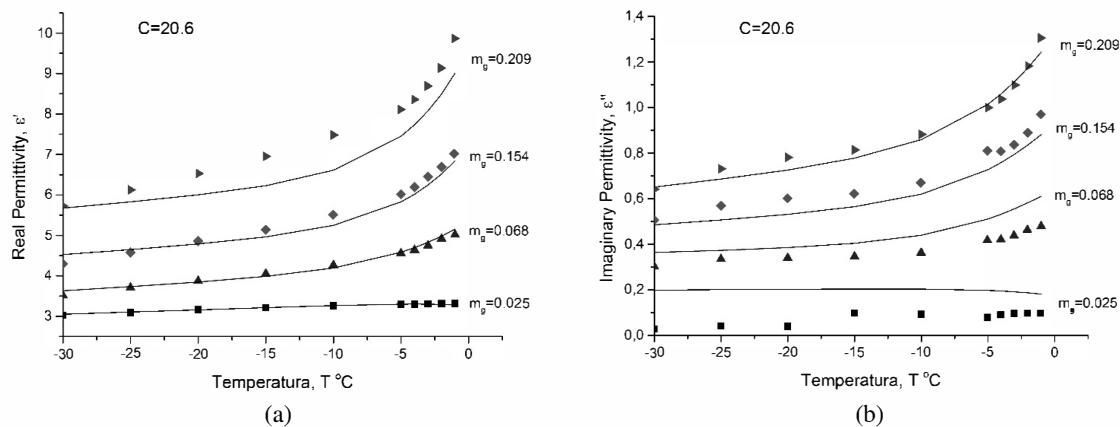 C=20.6
10
9
8
7
6
5
4
3
Real Permittivity, ε'
m_g=0.209
m_g=0.154
m_g=0.068
m_g=0.025
-30 -25 -20 -15 -10 -5 0
Temperatura, T °C
(a)
C=20.6
1,4
1,2
1,0
0,8
0,6
0,4
0,2
0,0
Imaginary Permittivity, ε"
m_g=0.209
m_g=0.154
m_g=0.068
m_g=0.025
-30 -25 -20 -15 -10 -5 0
Temperatura, T °C
(b)